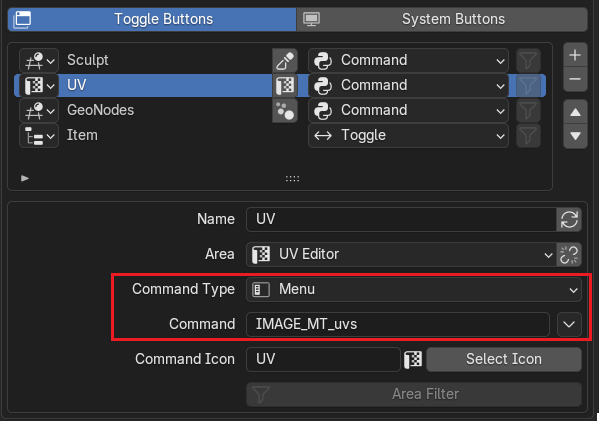 Toggle Buttons System Buttons
Sculpt Command
UV Command
GeoNodes Command
Item Toggle
Name UV
Area UV Editor
Command Type Menu
Command IMAGE_MT_uvs
Command Icon UV Select Icon
Area Filter